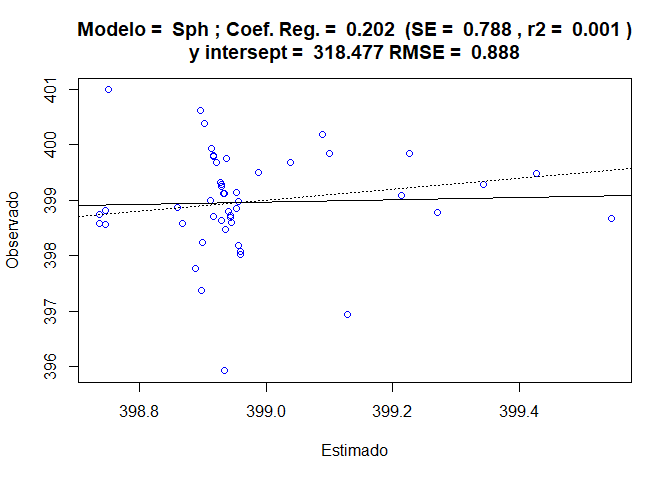 Modelo = Sph ; Coef. Reg. = 0.202 (SE = 0.788 , r2 = 0.001 )
y intersept = 318.477 RMSE = 0.888
401
400
399
398
397
396
Observado
398.8 399.0 399.2 399.4
Estimado